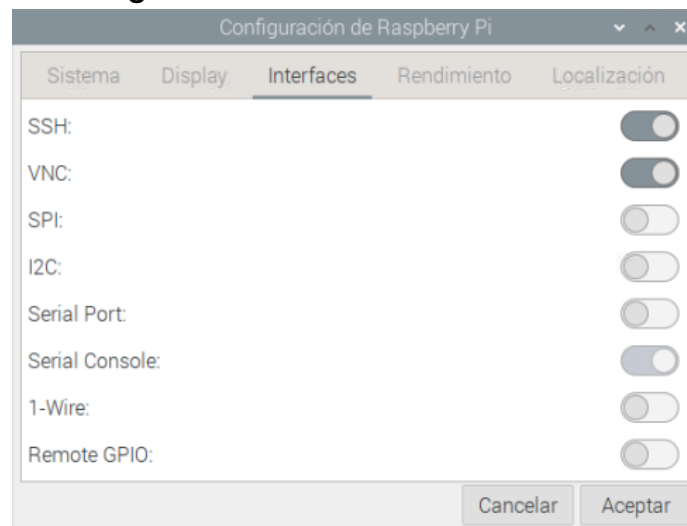 Configuración de Raspberry Pi
Sistema Display Interfaces Rendimiento Localización
SSH:
VNC:
SPI:
I2C:
Serial Port:
Serial Console:
1-Wire:
Remote GPIO:
Cancelar Aceptar